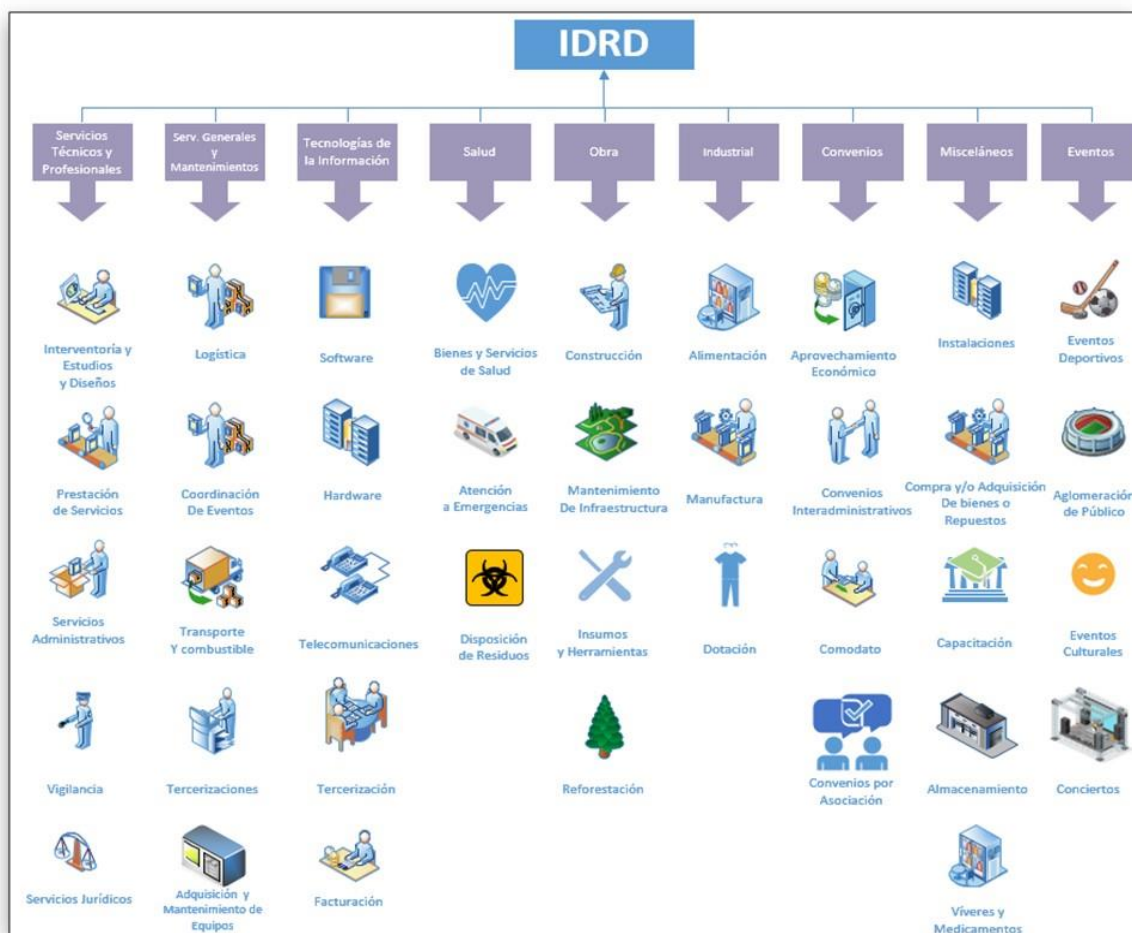 IDRD
Servicios
Técnicos y
Profesionales
Serv. Generales
y
Mantenimientos
Tecnologías de
la Información
Salud
Obra
Industrial
Convenios
Misceláneos
Eventos
Interventoría y
Estudios
y Diseños
Logística
Software
Bienes y Servicios
de Salud
Construcción
Alimentación
Aprovechamiento
Económico
Instalaciones
Eventos
Deportivos
Prestación
de Servicios
Coordinación
De Eventos
Hardware
Atención
a Emergencias
Mantenimiento
De Infraestructura
Manufactura
Convenios
Interadministrativos
Compra y/o Adquisición
De bienes o
Repuestos
Aglomeración
de Público
Servicios
Administrativos
Transporte
Y combustible
Telecomunicaciones
Disposición
de Residuos
Insumos
y Herramientas
Dotación
Comodato
Capacitación
Eventos
Culturales
Vigilancia
Tercerizaciones
Tercerización
Reforestación
Convenios por
Asociación
Almacenamiento
Conciertos
Servicios Jurídicos
Adquisición y
Mantenimiento de
Equipos
Facturación
Víveres y
Medicamentos